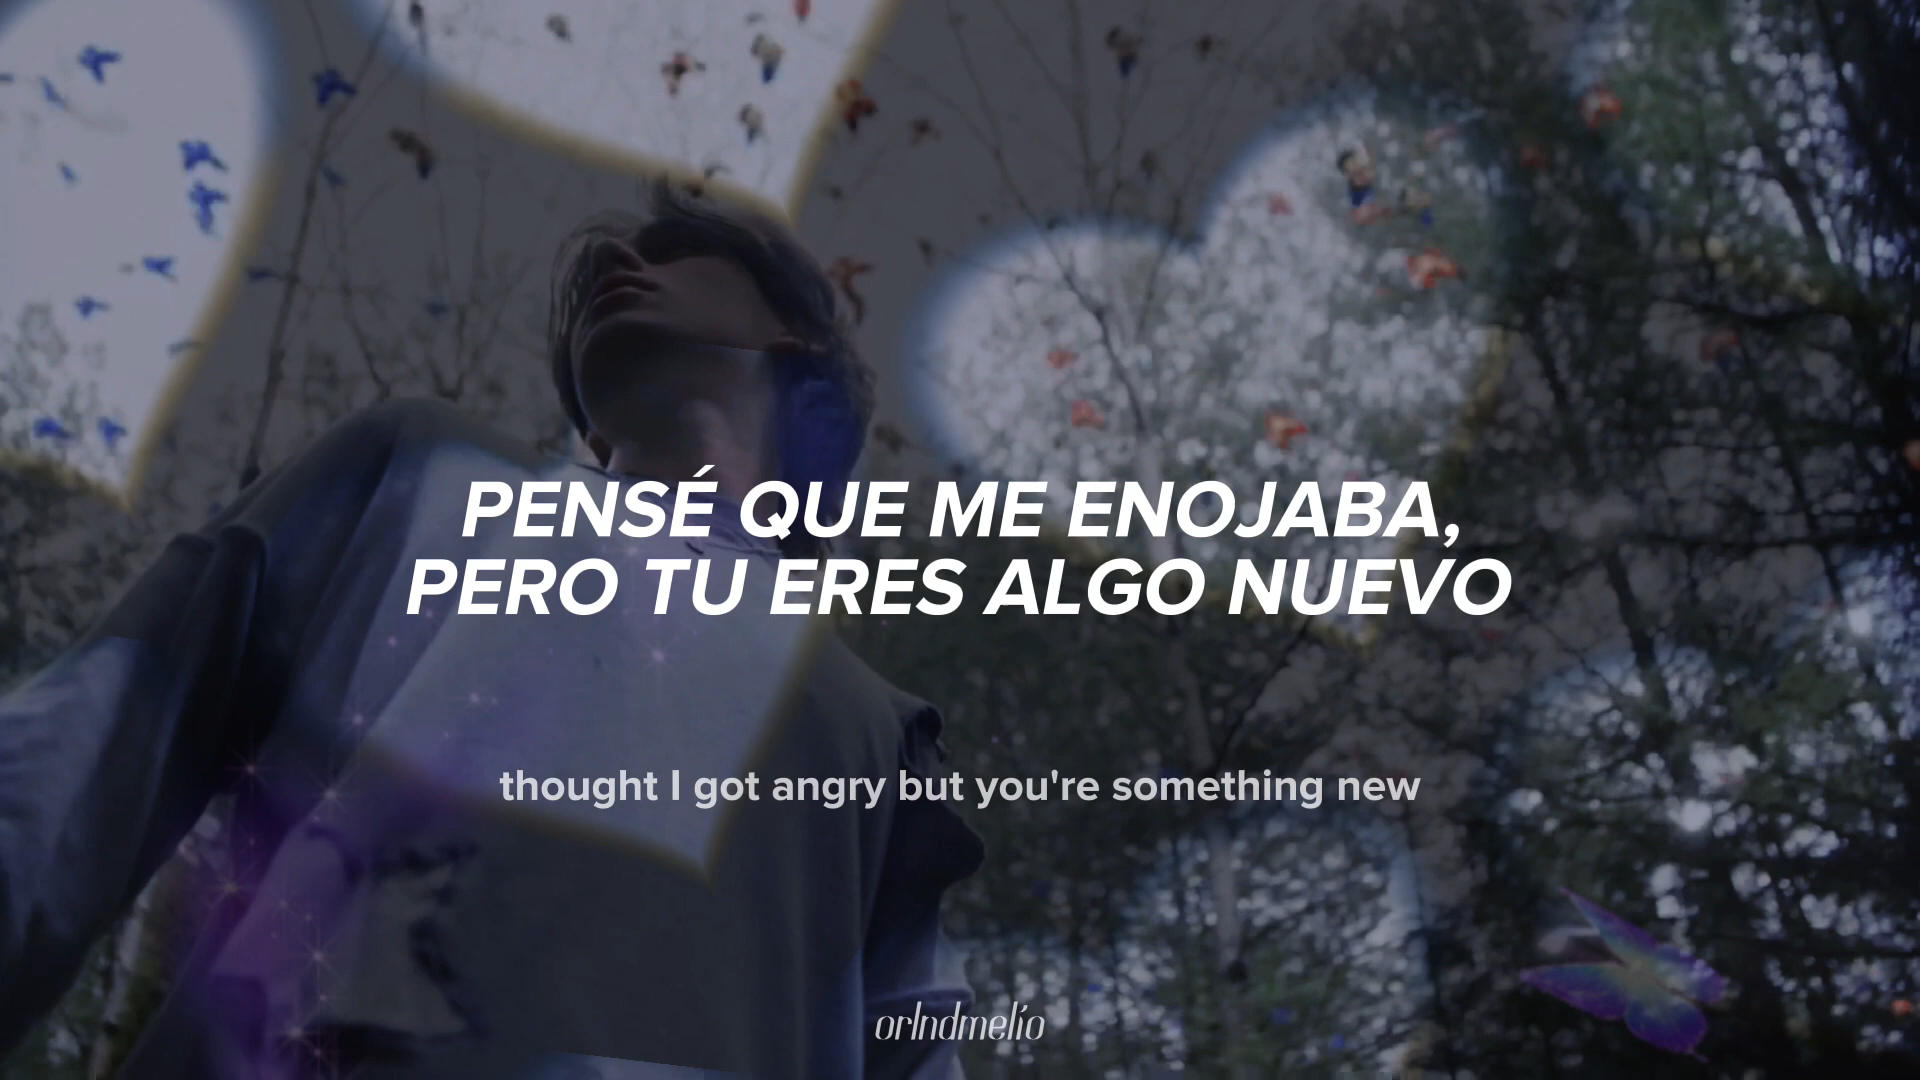 PENSÉ QUE ME ENOJABA,
PERO TU ERES ALGO NUEVO
thought I got angry but you're something new
orlndmelio